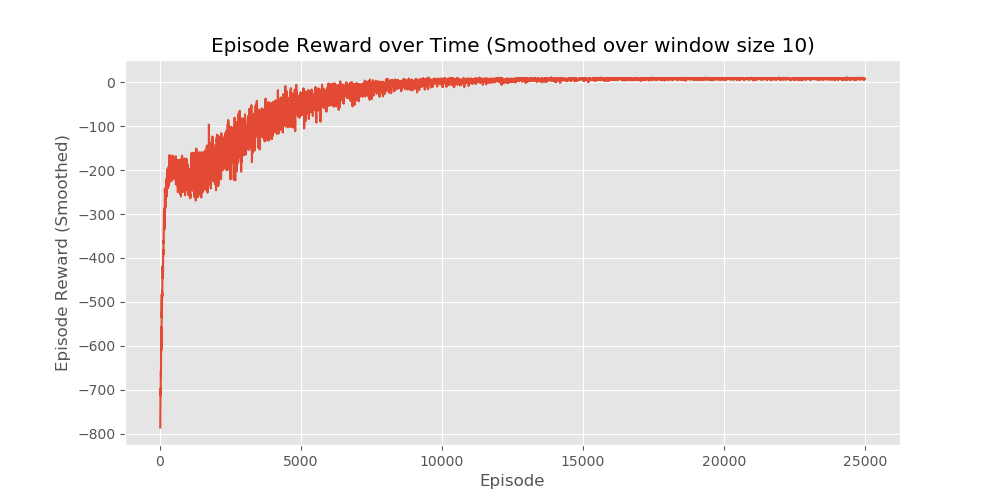 Episode Reward over Time (Smoothed over window size 10)
Episode Reward (Smoothed)
0
−100
−200
−300
−400
−500
−600
−700
−800
0 5000 10000 15000 20000 25000
Episode